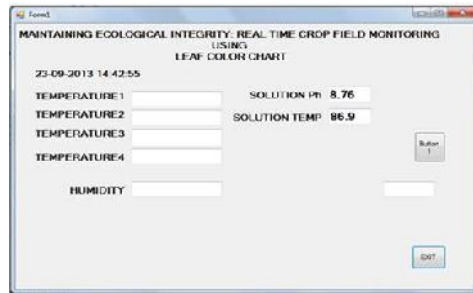 Form1
MAINTAINING ECOLOGICAL INTEGRITY: REAL TIME CROP FIELD MONITORING
USING
LEAF COLOR CHART
23-09-2013 14:42:55
TEMPERATURE1
SOLUTION Ph 8.76
TEMPERATURE2
SOLUTION TEMP 86.9
TEMPERATURE3
Button
1
TEMPERATURE4
HUMIDITY
EXIT